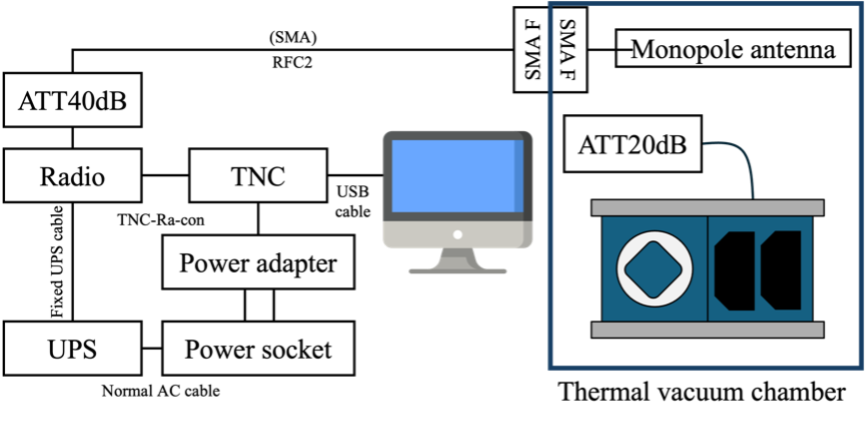 (SMA)
RFC2
SMA F
SMA F
Monopole antenna
ATT40dB
ATT20dB
Radio
TNC
USB
cable
TNC-Ra-con
Fixed UPS cable
Power adapter
UPS
Power socket
Normal AC cable
Thermal vacuum chamber